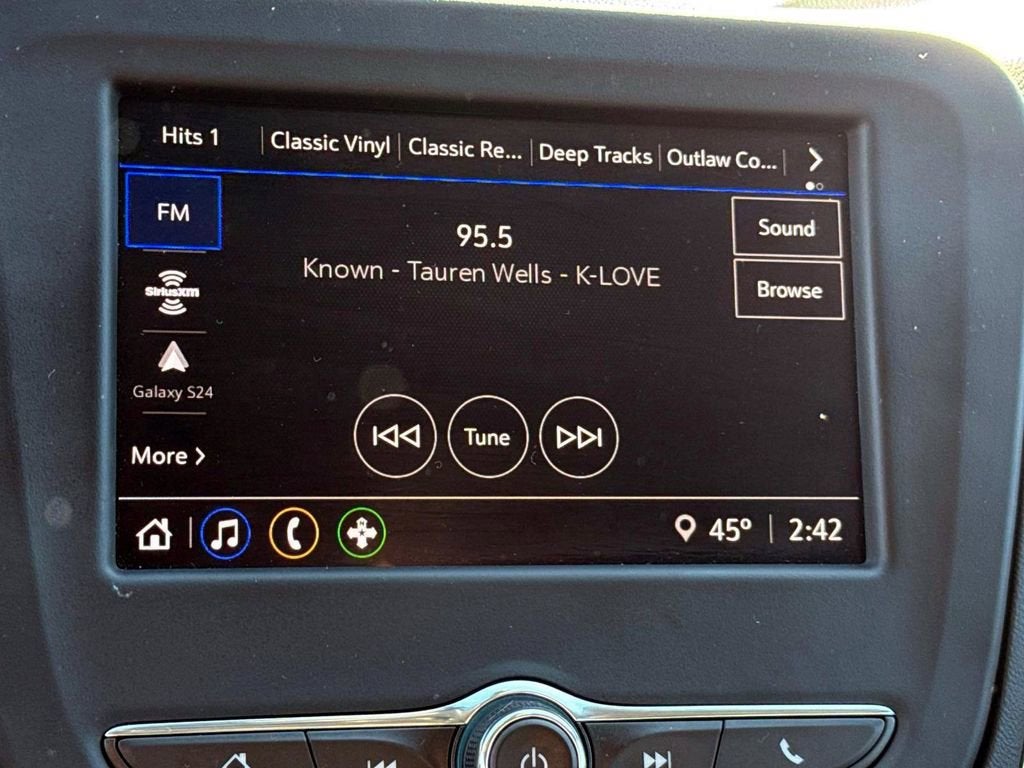 Hits 1 Classic Vinyl Classic Re... Deep Tracks Outlaw Co...
FM
95.5
Known - Tauren Wells - K-LOVE
Sound
SiriusXM
Browse
Galaxy S24
Tune
More
45° 2:42